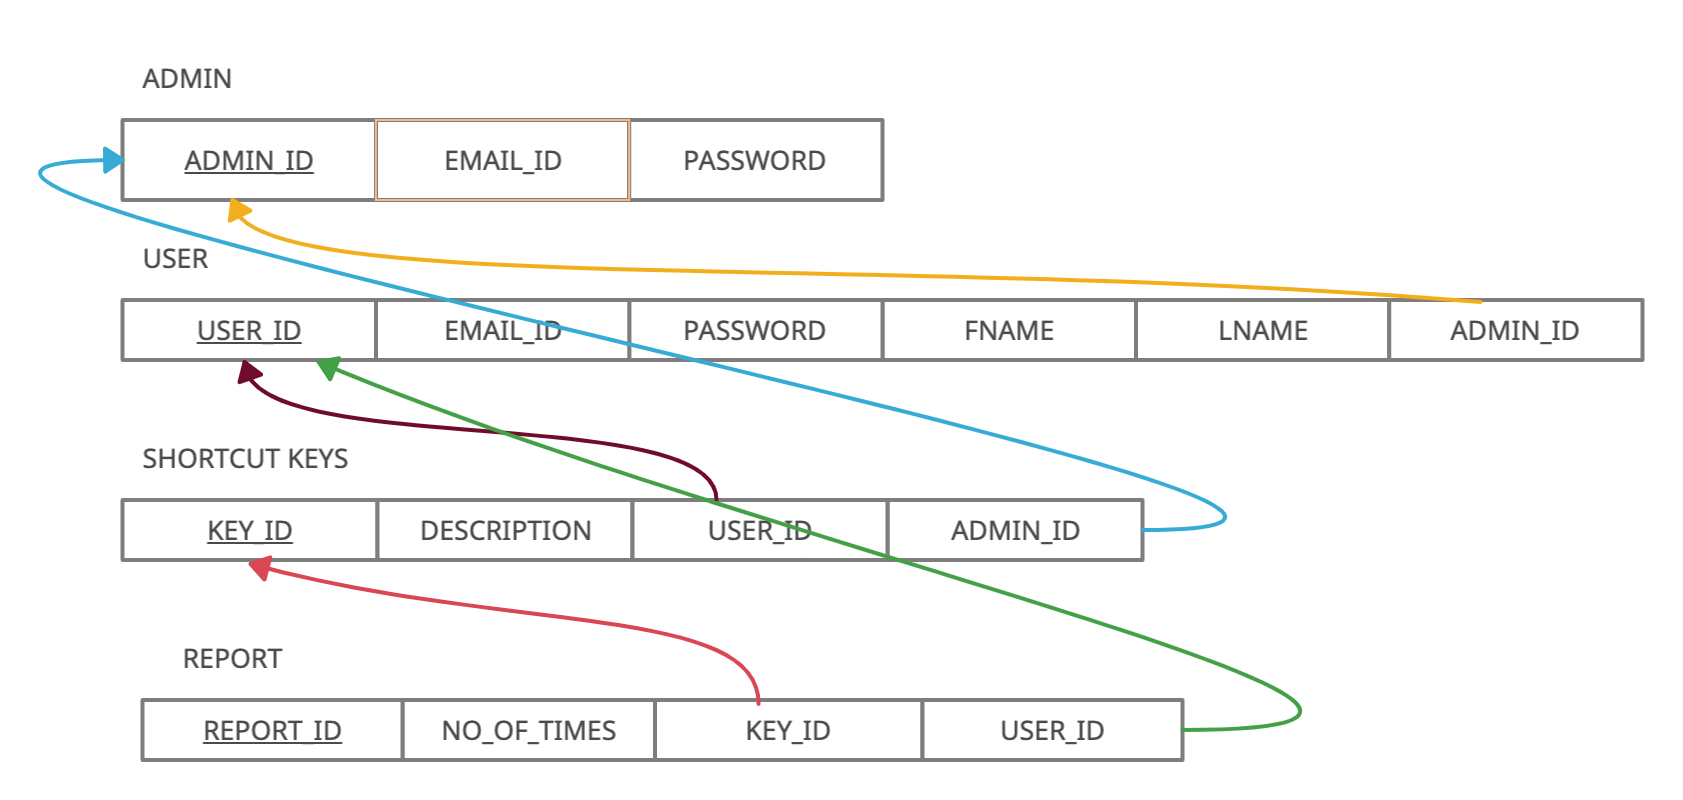 ADMIN
ADMIN_ID EMAIL_ID PASSWORD
USER
USER_ID EMAIL_ID PASSWORD FNAME LNAME ADMIN_ID
SHORTCUT KEYS
KEY_ID DESCRIPTION USER_ID ADMIN_ID
REPORT
REPORT_ID NO_OF_TIMES KEY_ID USER_ID